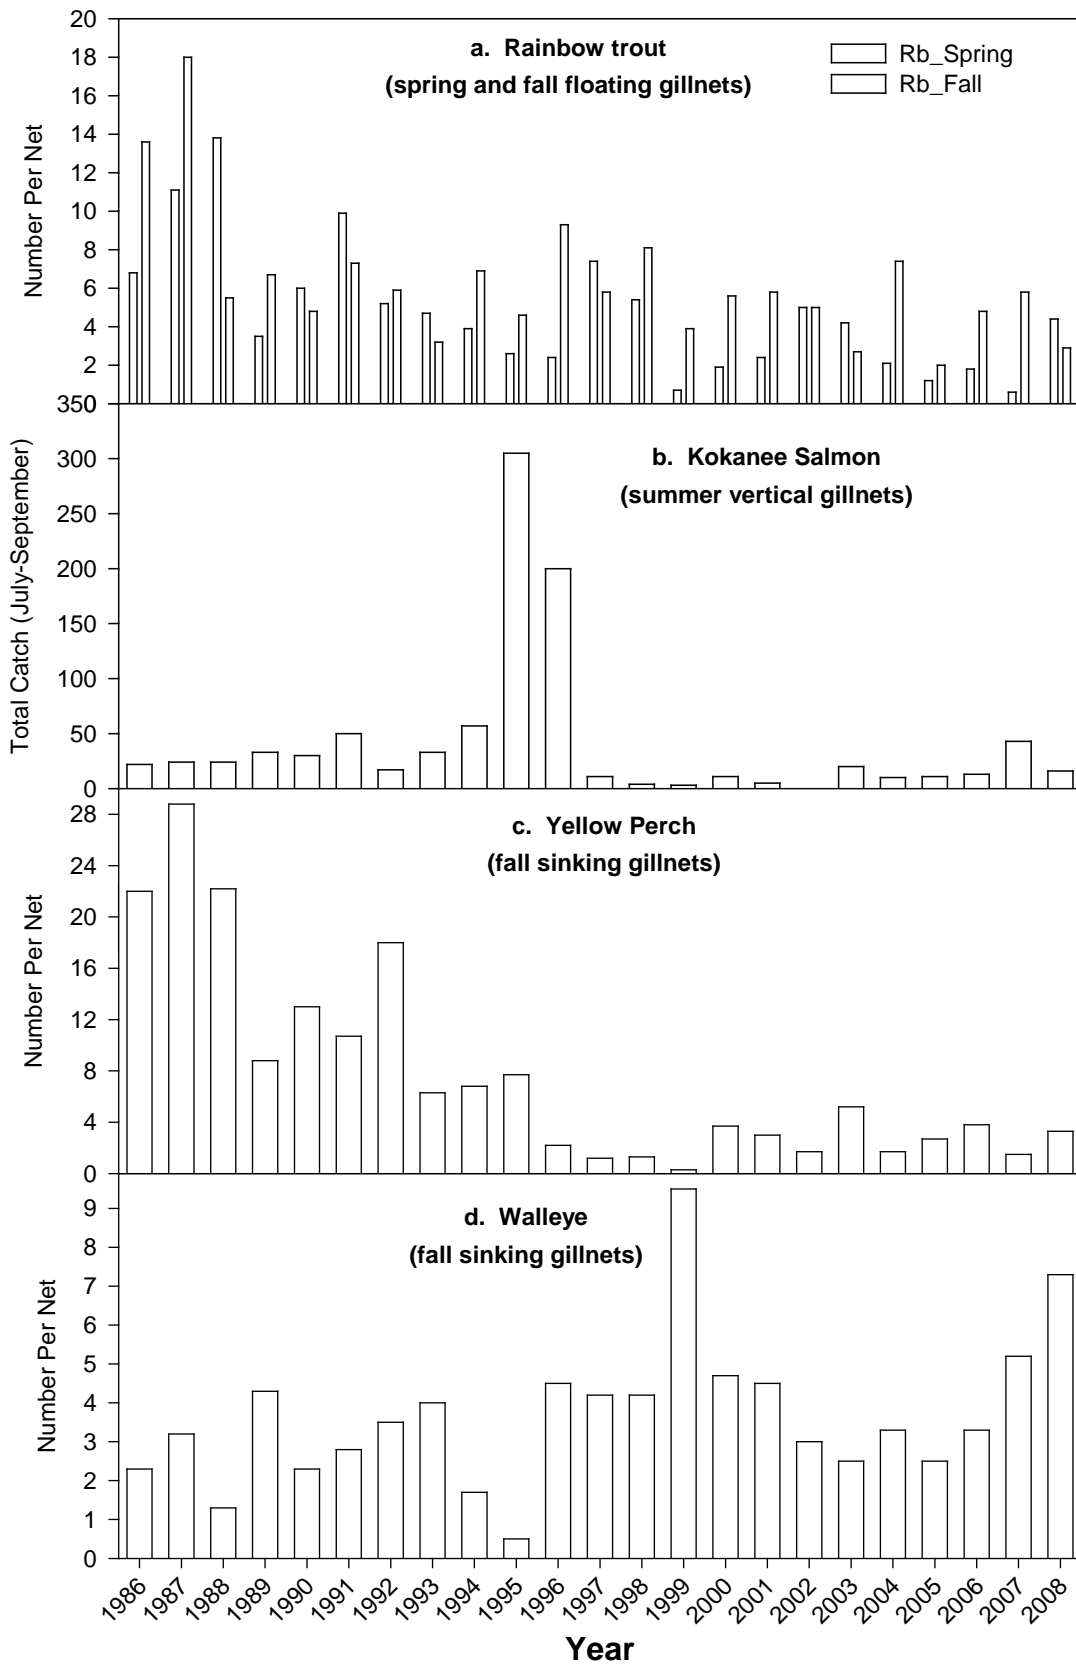 a. Rainbow trout
(spring and fall floating gillnets)
Rb_Spring
Rb_Fall
Number Per Net
20
18
16
14
12
10
8
6
4
2
0
b. Kokanee Salmon
(summer vertical gillnets)
Total Catch (July-September)
350
300
250
200
150
100
50
0
c. Yellow Perch
(fall sinking gillnets)
Number Per Net
28
24
20
16
12
8
4
0
d. Walleye
(fall sinking gillnets)
Number Per Net
9
8
7
6
5
4
3
2
1
0
1986 1987 1988 1989 1990 1991 1992 1993 1994 1995 1996 1997 1998 1999 2000 2001 2002 2003 2004 2005 2006 2007 2008
Year